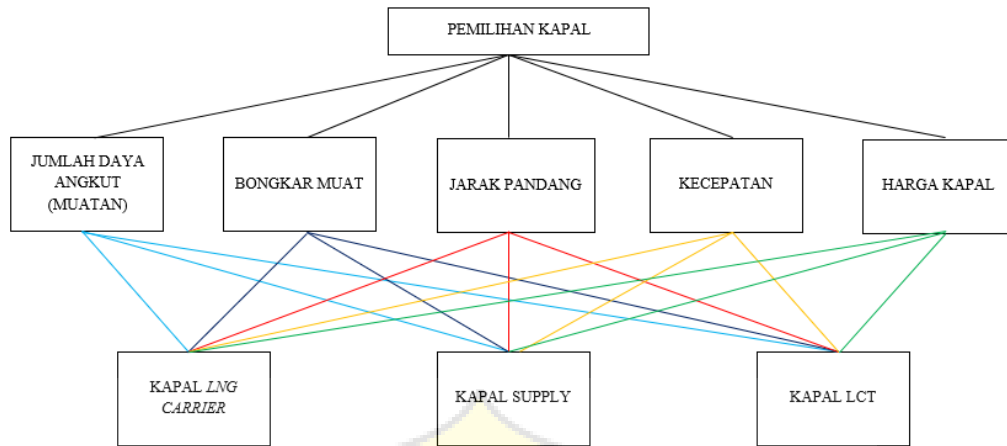 PEMILIHAN KAPAL
JUMLAH DAYA
ANGKUT
(MUATAN)
BONGKAR MUAT
JARAK PANDANG
KECEPATAN
HARGA KAPAL
KAPAL LNG
CARRIER
KAPAL SUPPLY
KAPAL LCT